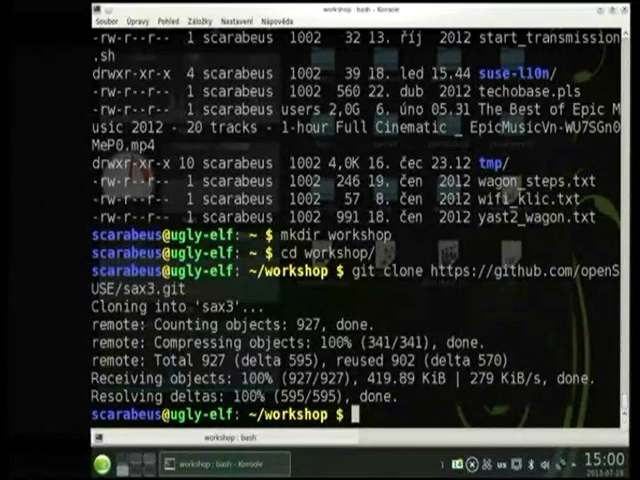 workshop : bash - Konsole
Soubor Úpravy Pohled Záložky Nastavení Nápověda
-rw-r--r-- 1 scarabeus 1002 32 13. říj 2012 start_transmission
.sh
drwxr-xr-x 4 scarabeus 1002 39 18. led 15.44 suse-l10n/
-rw-r--r-- 1 scarabeus 1002 560 22. dub 2012 techobase.pls
-rw-r--r-- 1 scarabeus users 2,0G 6. úno 05.31 The Best of Epic M
usic 2012 - 20 tracks - 1-hour Full Cinematic _ EpicMusicVn-WU7SGn0
MeP0.mp4
drwxr-xr-x 10 scarabeus 1002 4,0K 16. čec 23.12 tmp/
-rw-r--r-- 1 scarabeus 1002 246 19. čen 2012 wagon_steps.txt
-rw-r--r-- 1 scarabeus 1002 57 8. čen 2012 wifi_klic.txt
-rw-r--r-- 1 scarabeus 1002 991 18. čen 2012 yast2_wagon.txt
scarabeus@ugly-elf: ~ $ mkdir workshop
scarabeus@ugly-elf: ~ $ cd workshop/
scarabeus@ugly-elf: ~/workshop $ git clone https://github.com/openS
USE/sax3.git
Cloning into 'sax3'...
remote: Counting objects: 927, done.
remote: Compressing objects: 100% (341/341), done.
remote: Total 927 (delta 595), reused 902 (delta 570)
Receiving objects: 100% (927/927), 419.89 KiB | 279 KiB/s, done.
Resolving deltas: 100% (595/595), done.
scarabeus@ugly-elf: ~/workshop $
workshop : bash
workshop : bash - Konsole
us
15:00